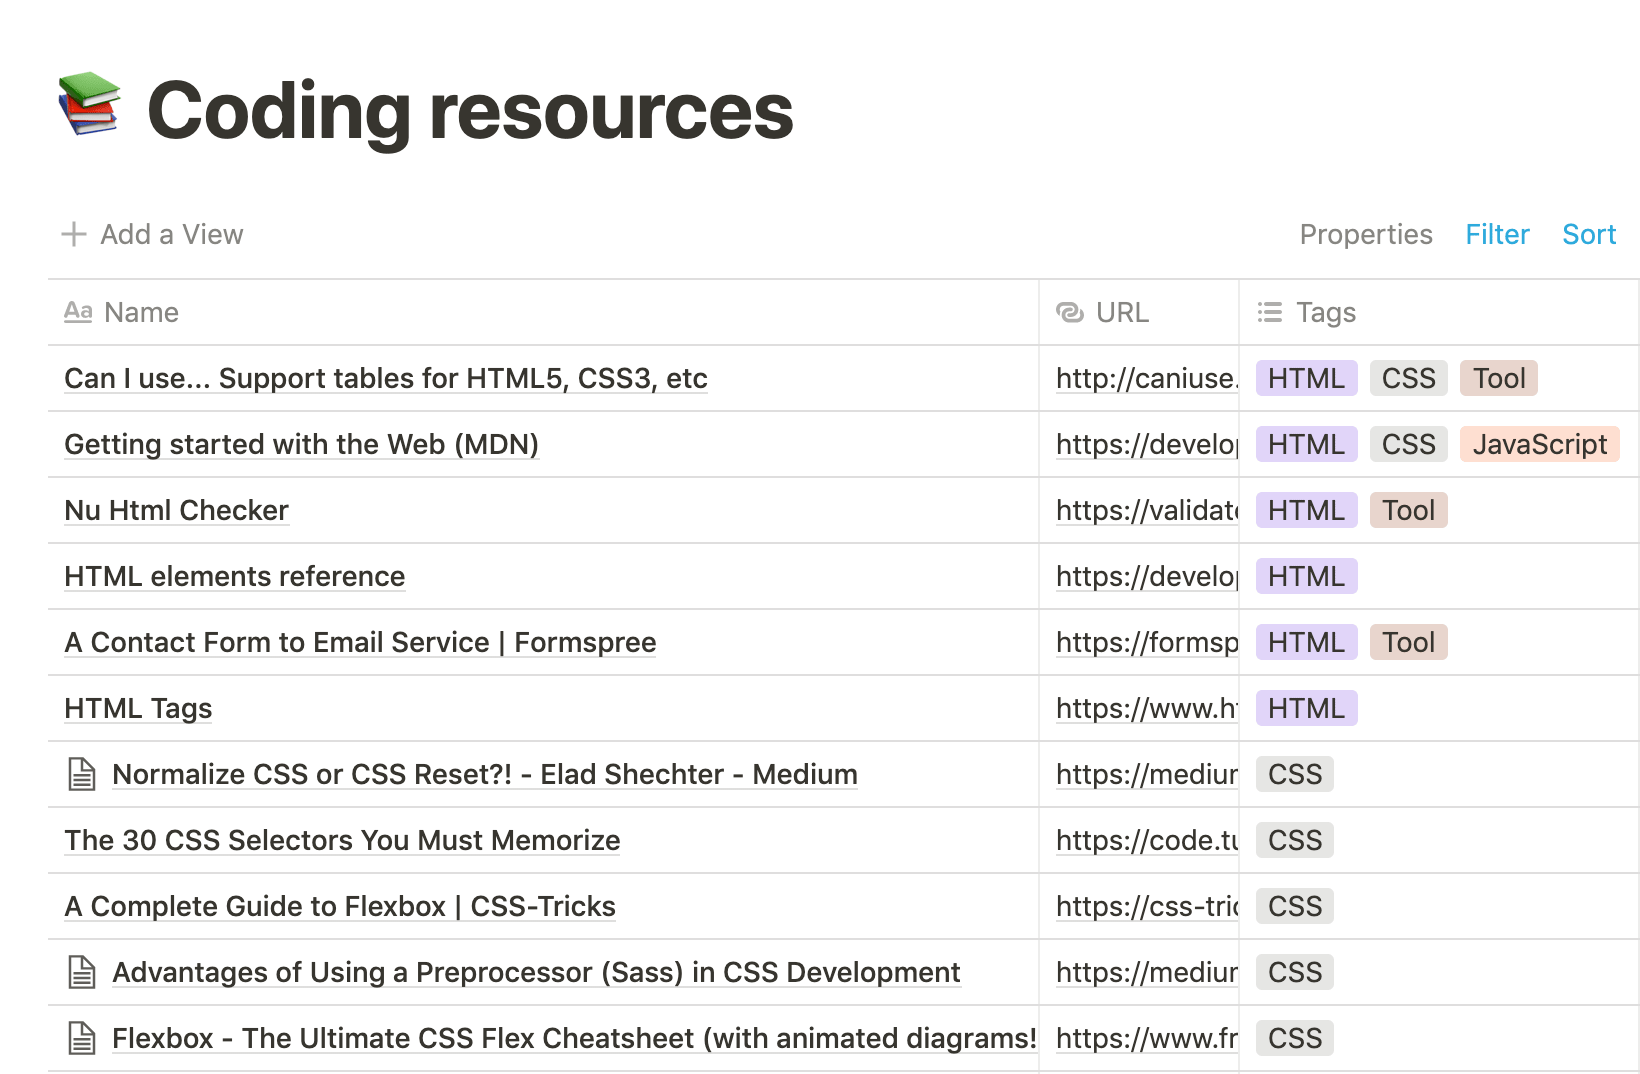 Coding resources
Add a View Properties Filter Sort
Aa Name URL Tags
Can I use... Support tables for HTML5, CSS3, etc http://caniuse. HTML CSS Tool
Getting started with the Web (MDN) https://develop HTML CSS JavaScript
Nu Html Checker https://validat HTML Tool
HTML elements reference https://develop HTML
A Contact Form to Email Service | Formspree https://formsp HTML Tool
HTML Tags https://www.h HTML
Normalize CSS or CSS Reset?! - Elad Shechter - Medium https://mediu CSS
The 30 CSS Selectors You Must Memorize https://code.tu CSS
A Complete Guide to Flexbox | CSS-Tricks https://css-tri CSS
Advantages of Using a Preprocessor (Sass) in CSS Development https://mediu CSS
Flexbox - The Ultimate CSS Flex Cheatsheet (with animated diagrams! https://www.fr CSS